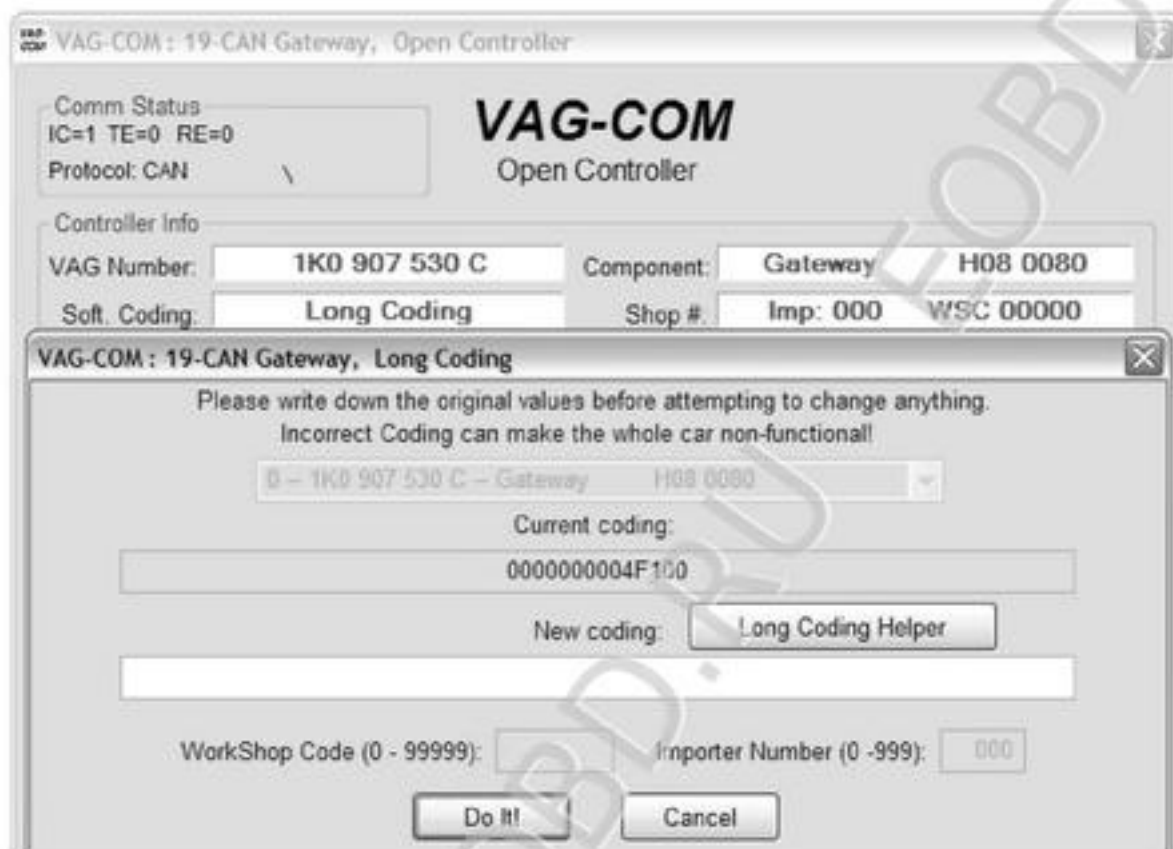 VAG-COM : 19-CAN Gateway, Open Controller
Comm Status
IC=1 TE=0 RE=0
Protocol: CAN \
VAG-COM
Open Controller
Controller Info
VAG Number: 1K0 907 530 C Component: Gateway H08 0080
Soft. Coding: Long Coding Shop #. Imp: 000 WSC 00000
VAG-COM : 19-CAN Gateway, Long Coding
Please write down the original values before attempting to change anything.
Incorrect Coding can make the whole car non-functional!
0 – 1K0 907 530 C – Gateway H08 0080
Current coding:
0000000004F100
New coding: Long Coding Helper
WorkShop Code (0 - 99999): Importer Number (0 -999): 000
Do It! Cancel
EOBD
EOBD.RU